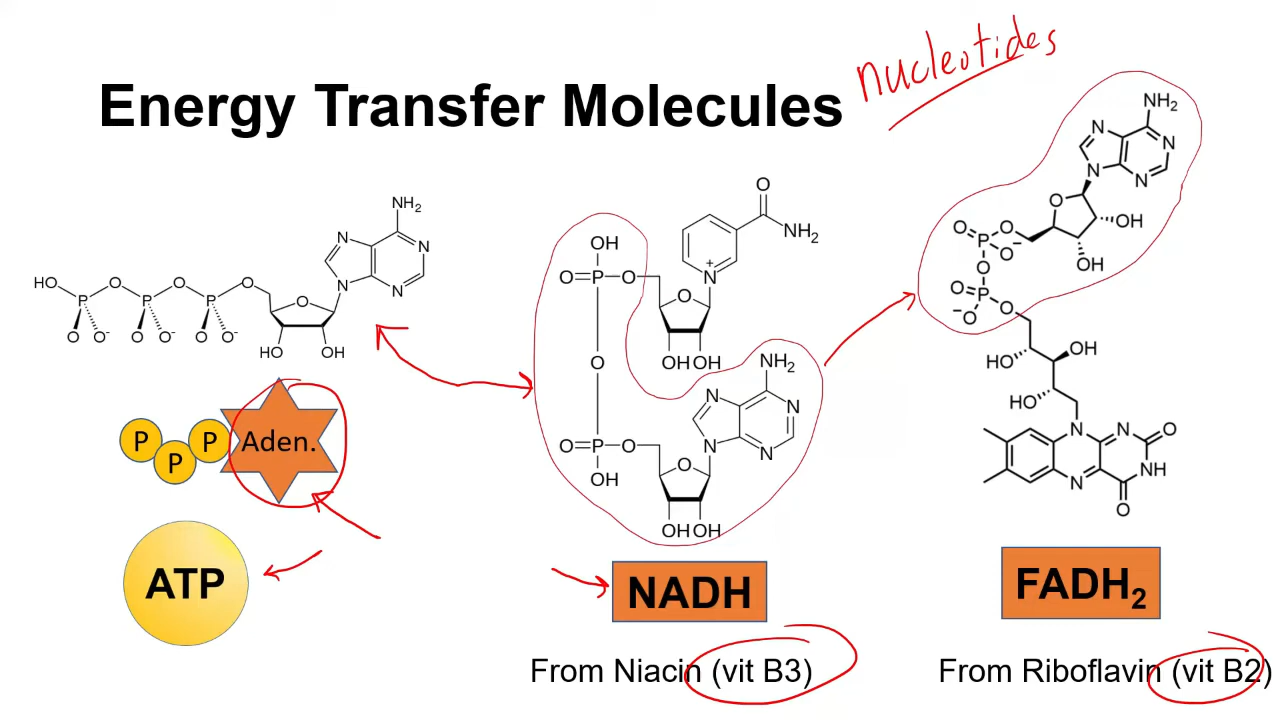 nucleotides
Energy Transfer Molecules
NH₂
N
N
N
N
HO
O
O
O
P
P
P
O
O
O⁻
O
O⁻
O
O⁻
HO
OH
O
NH₂
N
+
OH
O=P
O
O
OH
OH
O
NH₂
N
N
N
N
O=P
O
O
OH
OH
OH
NH₂
N
N
N
N
O
OH
O
O
P
O
O⁻
OH
O
O
P
⁻O
O
HO
OH
HO
N
N
O
NH
N
O
P
P
P
Aden.
ATP
NADH
FADH₂
From Niacin (vit B3)
From Riboflavin (vit B2)